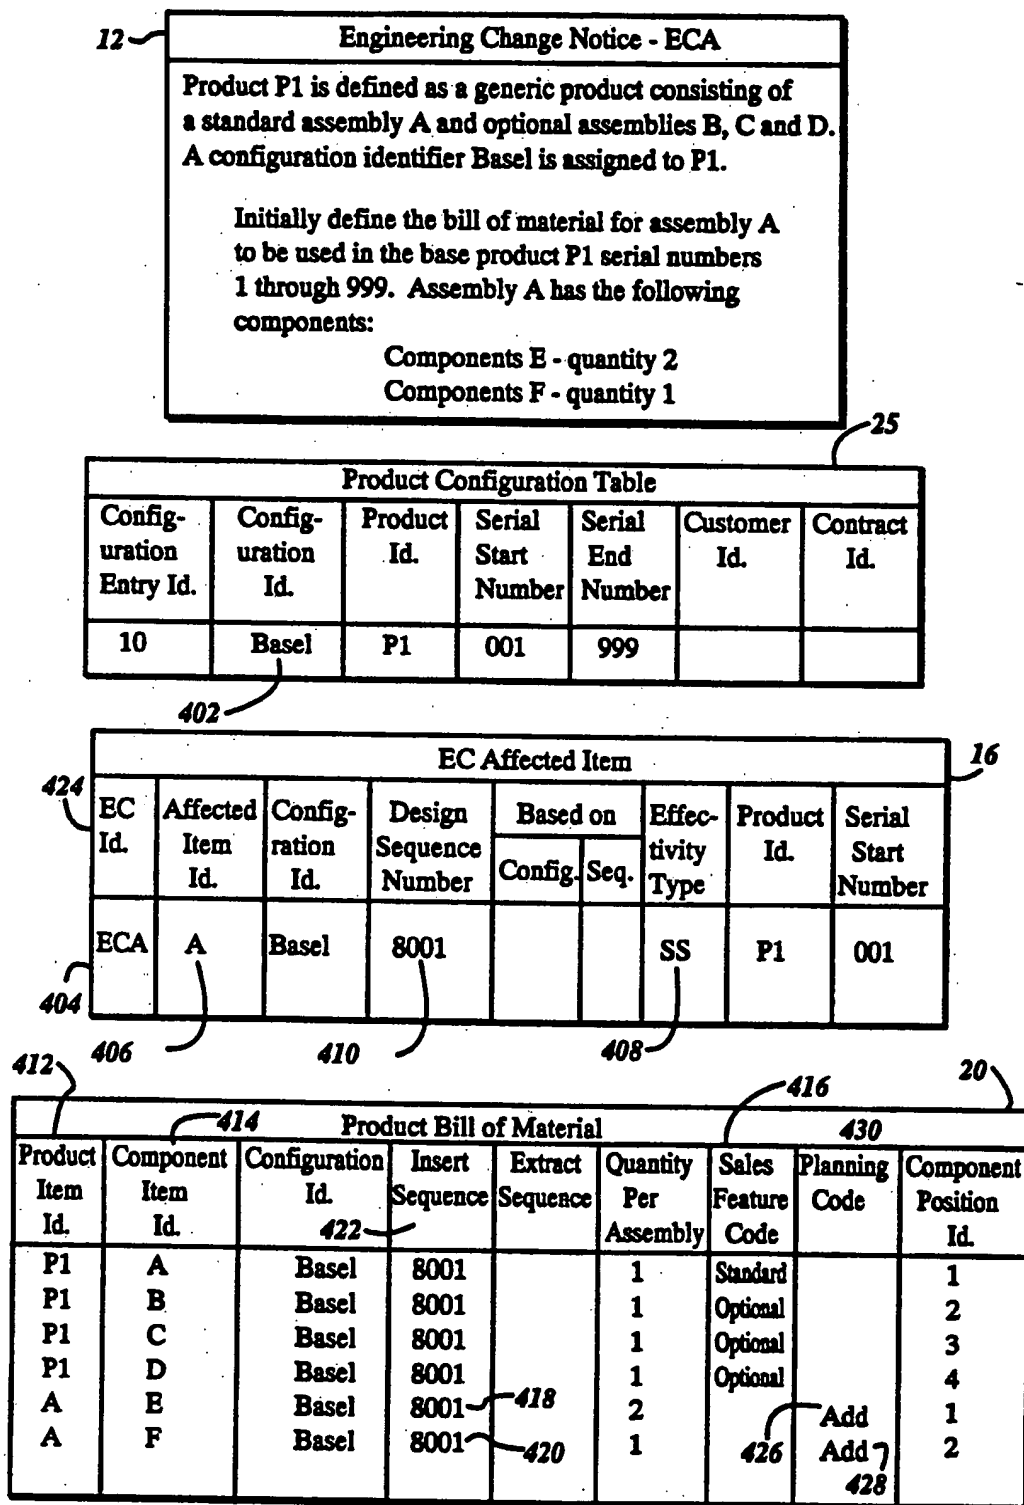 12
Engineering Change Notice - ECA
Product P1 is defined as a generic product consisting of
a standard assembly A and optional assemblies B, C and D.
A configuration identifier Basel is assigned to P1.
Initially define the bill of material for assembly A
to be used in the base product P1 serial numbers
1 through 999. Assembly A has the following
components:
Components E - quantity 2
Components F - quantity 1
25
Product Configuration Table
Config- Config- Product Serial Serial Customer Contract
uration uration Id. Start End Id. Id.
Entry Id. Id. Number Number
10 Basel P1 001 999
402
EC Affected Item
16
424
EC Affected Config- Design Based on Effec- Product Serial
Id. Item ration Sequence tivity Id. Start
Id. Id. Number Config. Seq. Type Number
ECA A Basel 8001 SS P1 001
404
406 410 408
412 416 20
414 Product Bill of Material 430
Product Component Configuration Insert Extract Quantity Sales Planning Component
Item Item Id. Sequence Sequence Per Feature Code Position
Id. Id. 422 Assembly Code Id.
P1 A Basel 8001 1 Standard 1
P1 B Basel 8001 1 Optional 2
P1 C Basel 8001 1 Optional 3
P1 D Basel 8001 1 Optional 4
A E Basel 8001 418 2 Add 1
A F Basel 8001 420 1 426 Add 2
428